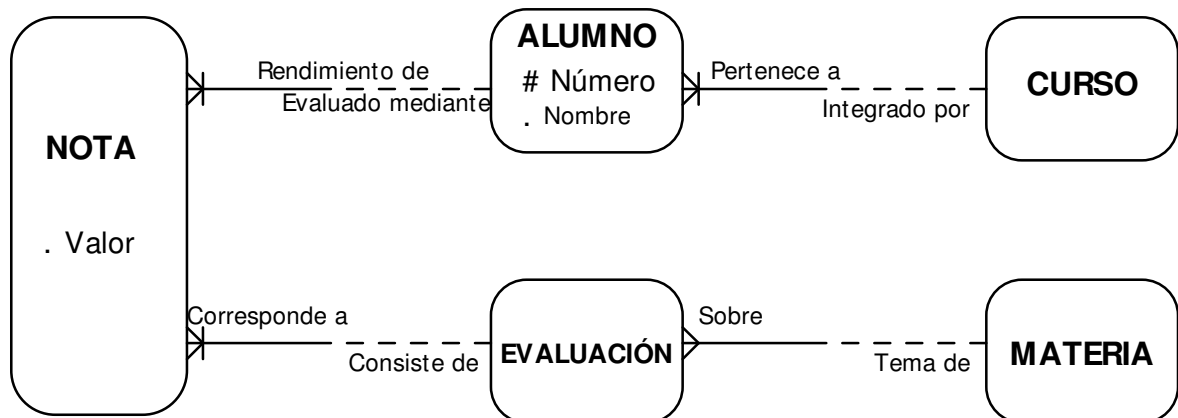 NOTA
. Valor
Rendimiento de
Evaluado mediante
ALUMNO
# Número
. Nombre
Pertenece a
Integrado por
CURSO
Corresponde a
Consiste de
EVALUACIÓN
Sobre
Tema de
MATERIA